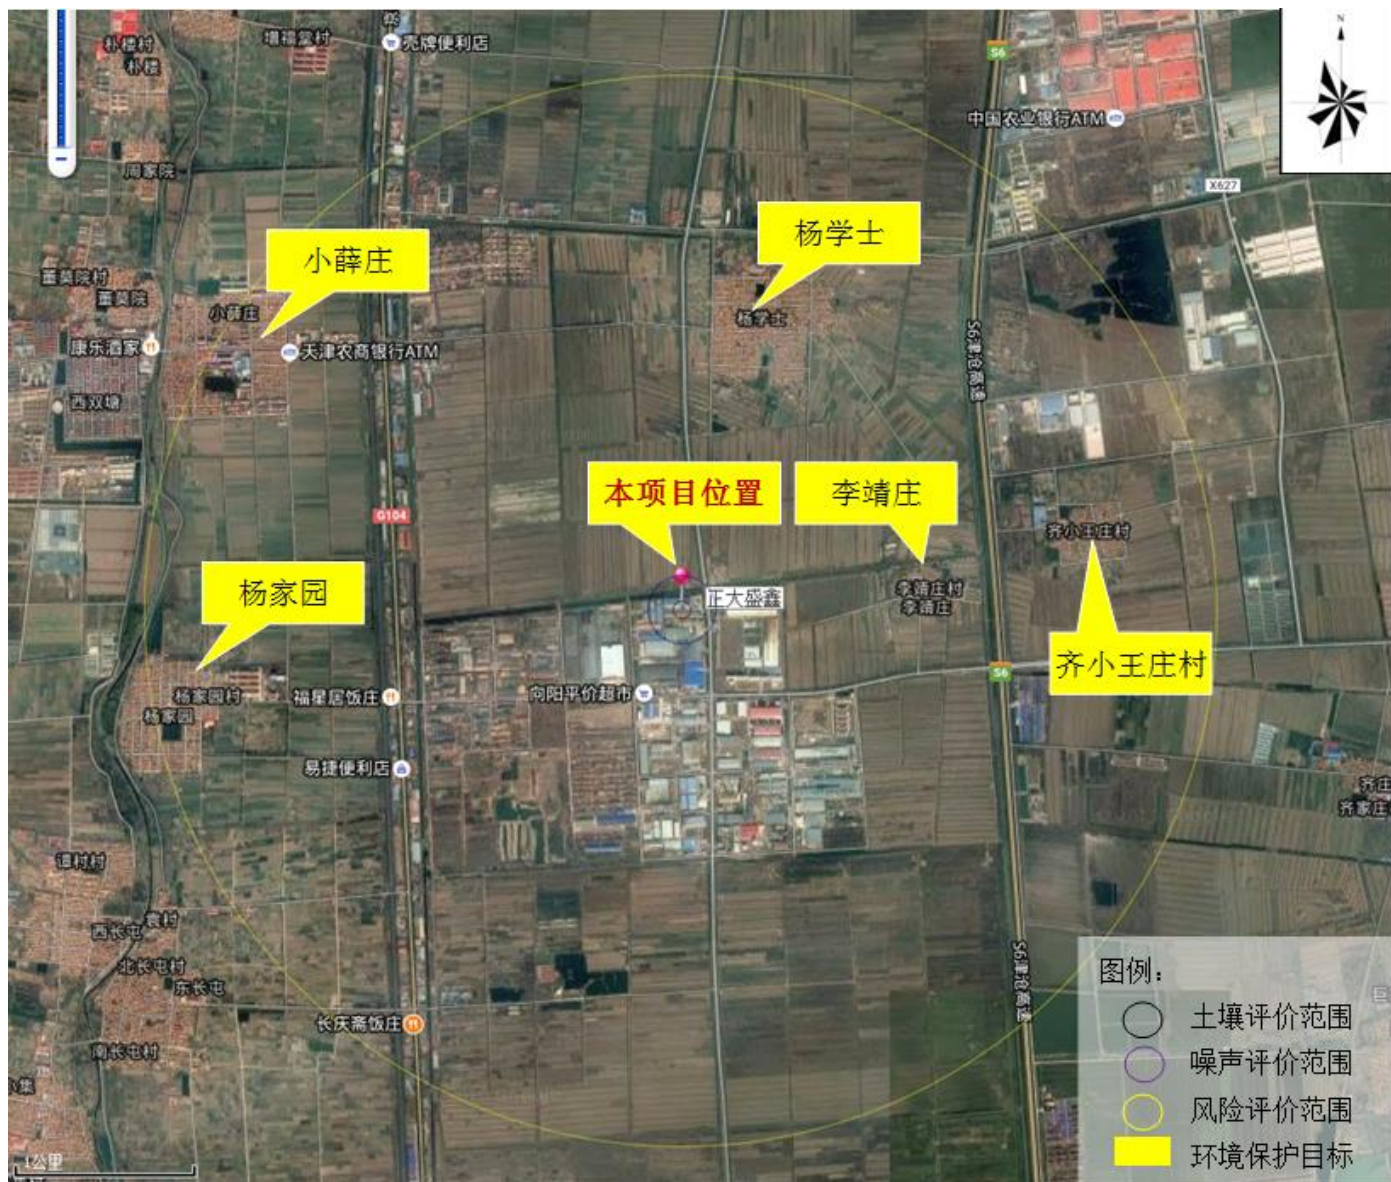 朴楼村
朴楼
增福堂村
壳牌便利店
S6
N
中国农业银行ATM
周家院
X627
杨学士
小薛庄
董莫院村
董莫院
小薛庄
杨学士
康乐酒家
天津农商银行ATM
S6津沧高速
西双塘
本项目位置
李靖庄
G104
齐小王庄村
杨家园
李靖庄村
李靖庄
正大盛鑫
齐小王庄村
S6
杨家园村
杨家园
福星居饭庄
向阳平价超市
易捷便利店
齐庄
齐家庄
谭村村
袁村
西长屯
北长屯村
东长屯
S6津沧高速
长庆斋饭庄
南长屯村
集
1公里
图例：
土壤评价范围
噪声评价范围
风险评价范围
环境保护目标